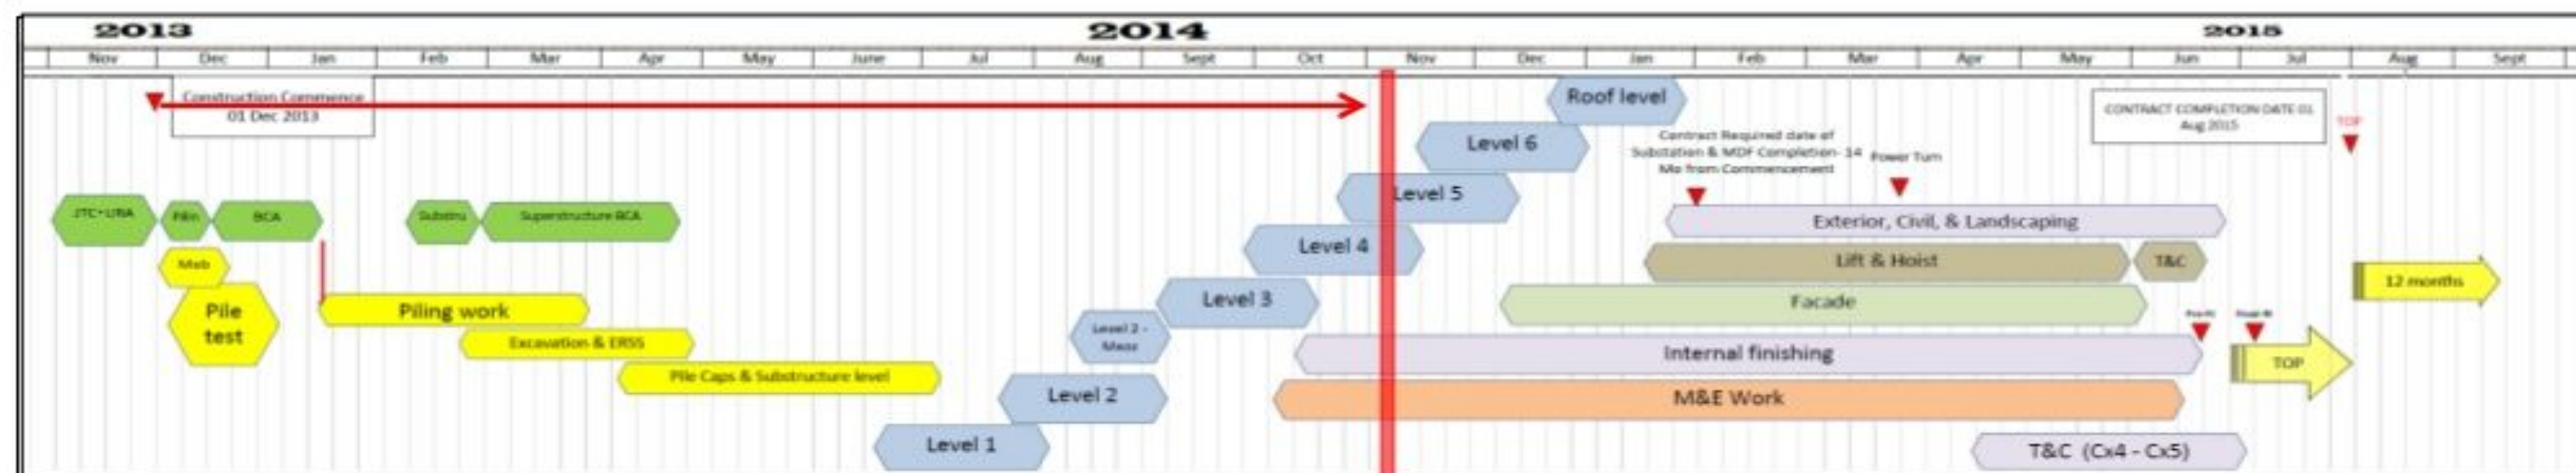 2013 2014 2015
Nov Dec Jan Feb Mar Apr May June Jul Aug Sept Oct Nov Dec Jan Feb Mar Apr May Jun Jul Aug Sept
Construction Commence
01 Dec 2013
Roof level
CONTRACT COMPLETION DATE 01
Aug 2015
TOP
Level 6
Contract Required date of
Substation & MDF Completion- 14
Mo from Commencement
Power Turn
Level 5
JTC+URA
Pilin
BCA
Substru
Superstructure BCA
Exterior, Civil, & Landscaping
Level 4
Mob
Lift & Hoist
T&C
12 months
Pile
test
Piling work
Level 3
Facade
Level 2 -
Mezz
Excavation & ERSS
Internal finishing
TOP
Pile Caps & Substructure level
Level 2
M&E Work
Level 1
T&C (Cx4 - Cx5)